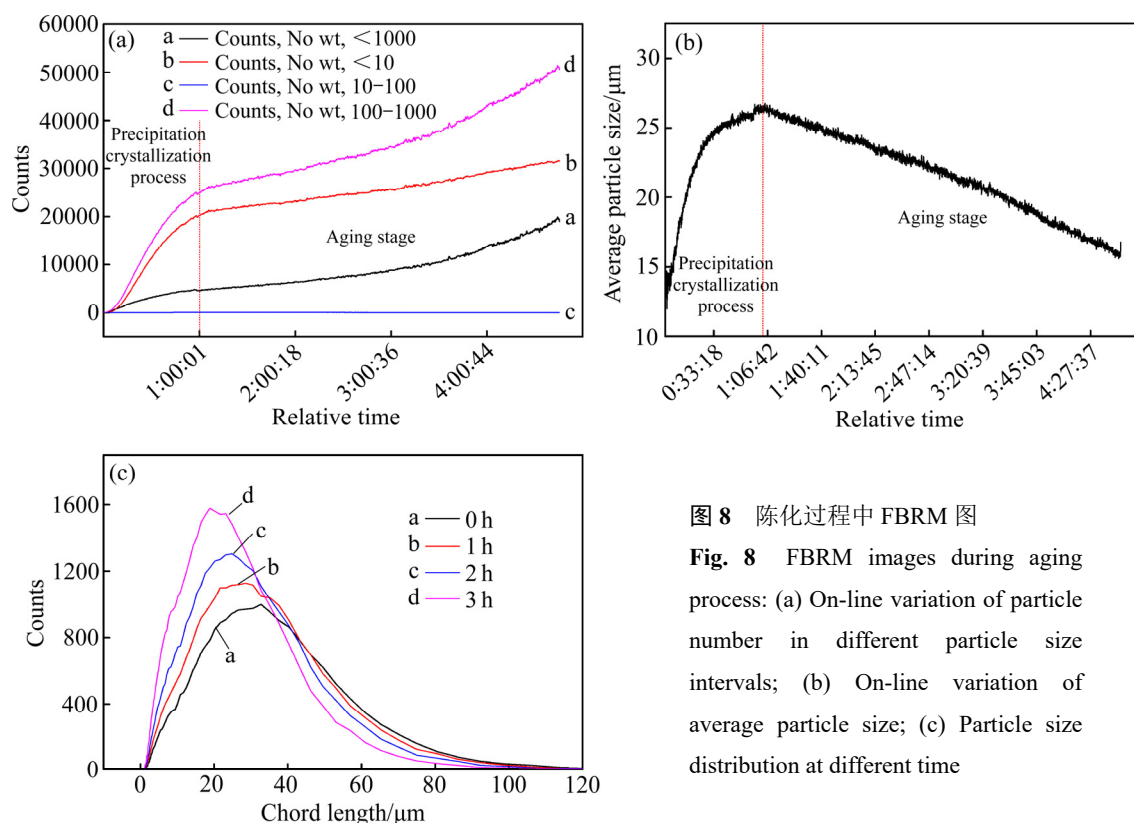 (a)
60000
50000
40000
30000
20000
10000
0
Counts
a Counts, No wt, <1000
b Counts, No wt, <10
c Counts, No wt, 10−100
d Counts, No wt, 100−1000
Precipitation
crystallization
process
Aging stage
d
b
a
c
1:00:01
2:00:18
3:00:36
4:00:44
Relative time
(b)
30
25
20
15
10
Average particle size/μm
Precipitation
crystallization
process
Aging stage
0:33:18
1:06:42
1:40:11
2:13:45
2:47:14
3:20:39
3:45:03
4:27:37
Relative time
(c)
1600
1200
800
400
0
Counts
d
c
b
a
a 0 h
b 1 h
c 2 h
d 3 h
0
20
40
60
80
100
120
Chord length/μm
图 8 陈化过程中 FBRM 图
Fig. 8 FBRM images during aging
process: (a) On-line variation of particle
number in different particle size
intervals; (b) On-line variation of
average particle size; (c) Particle size
distribution at different time